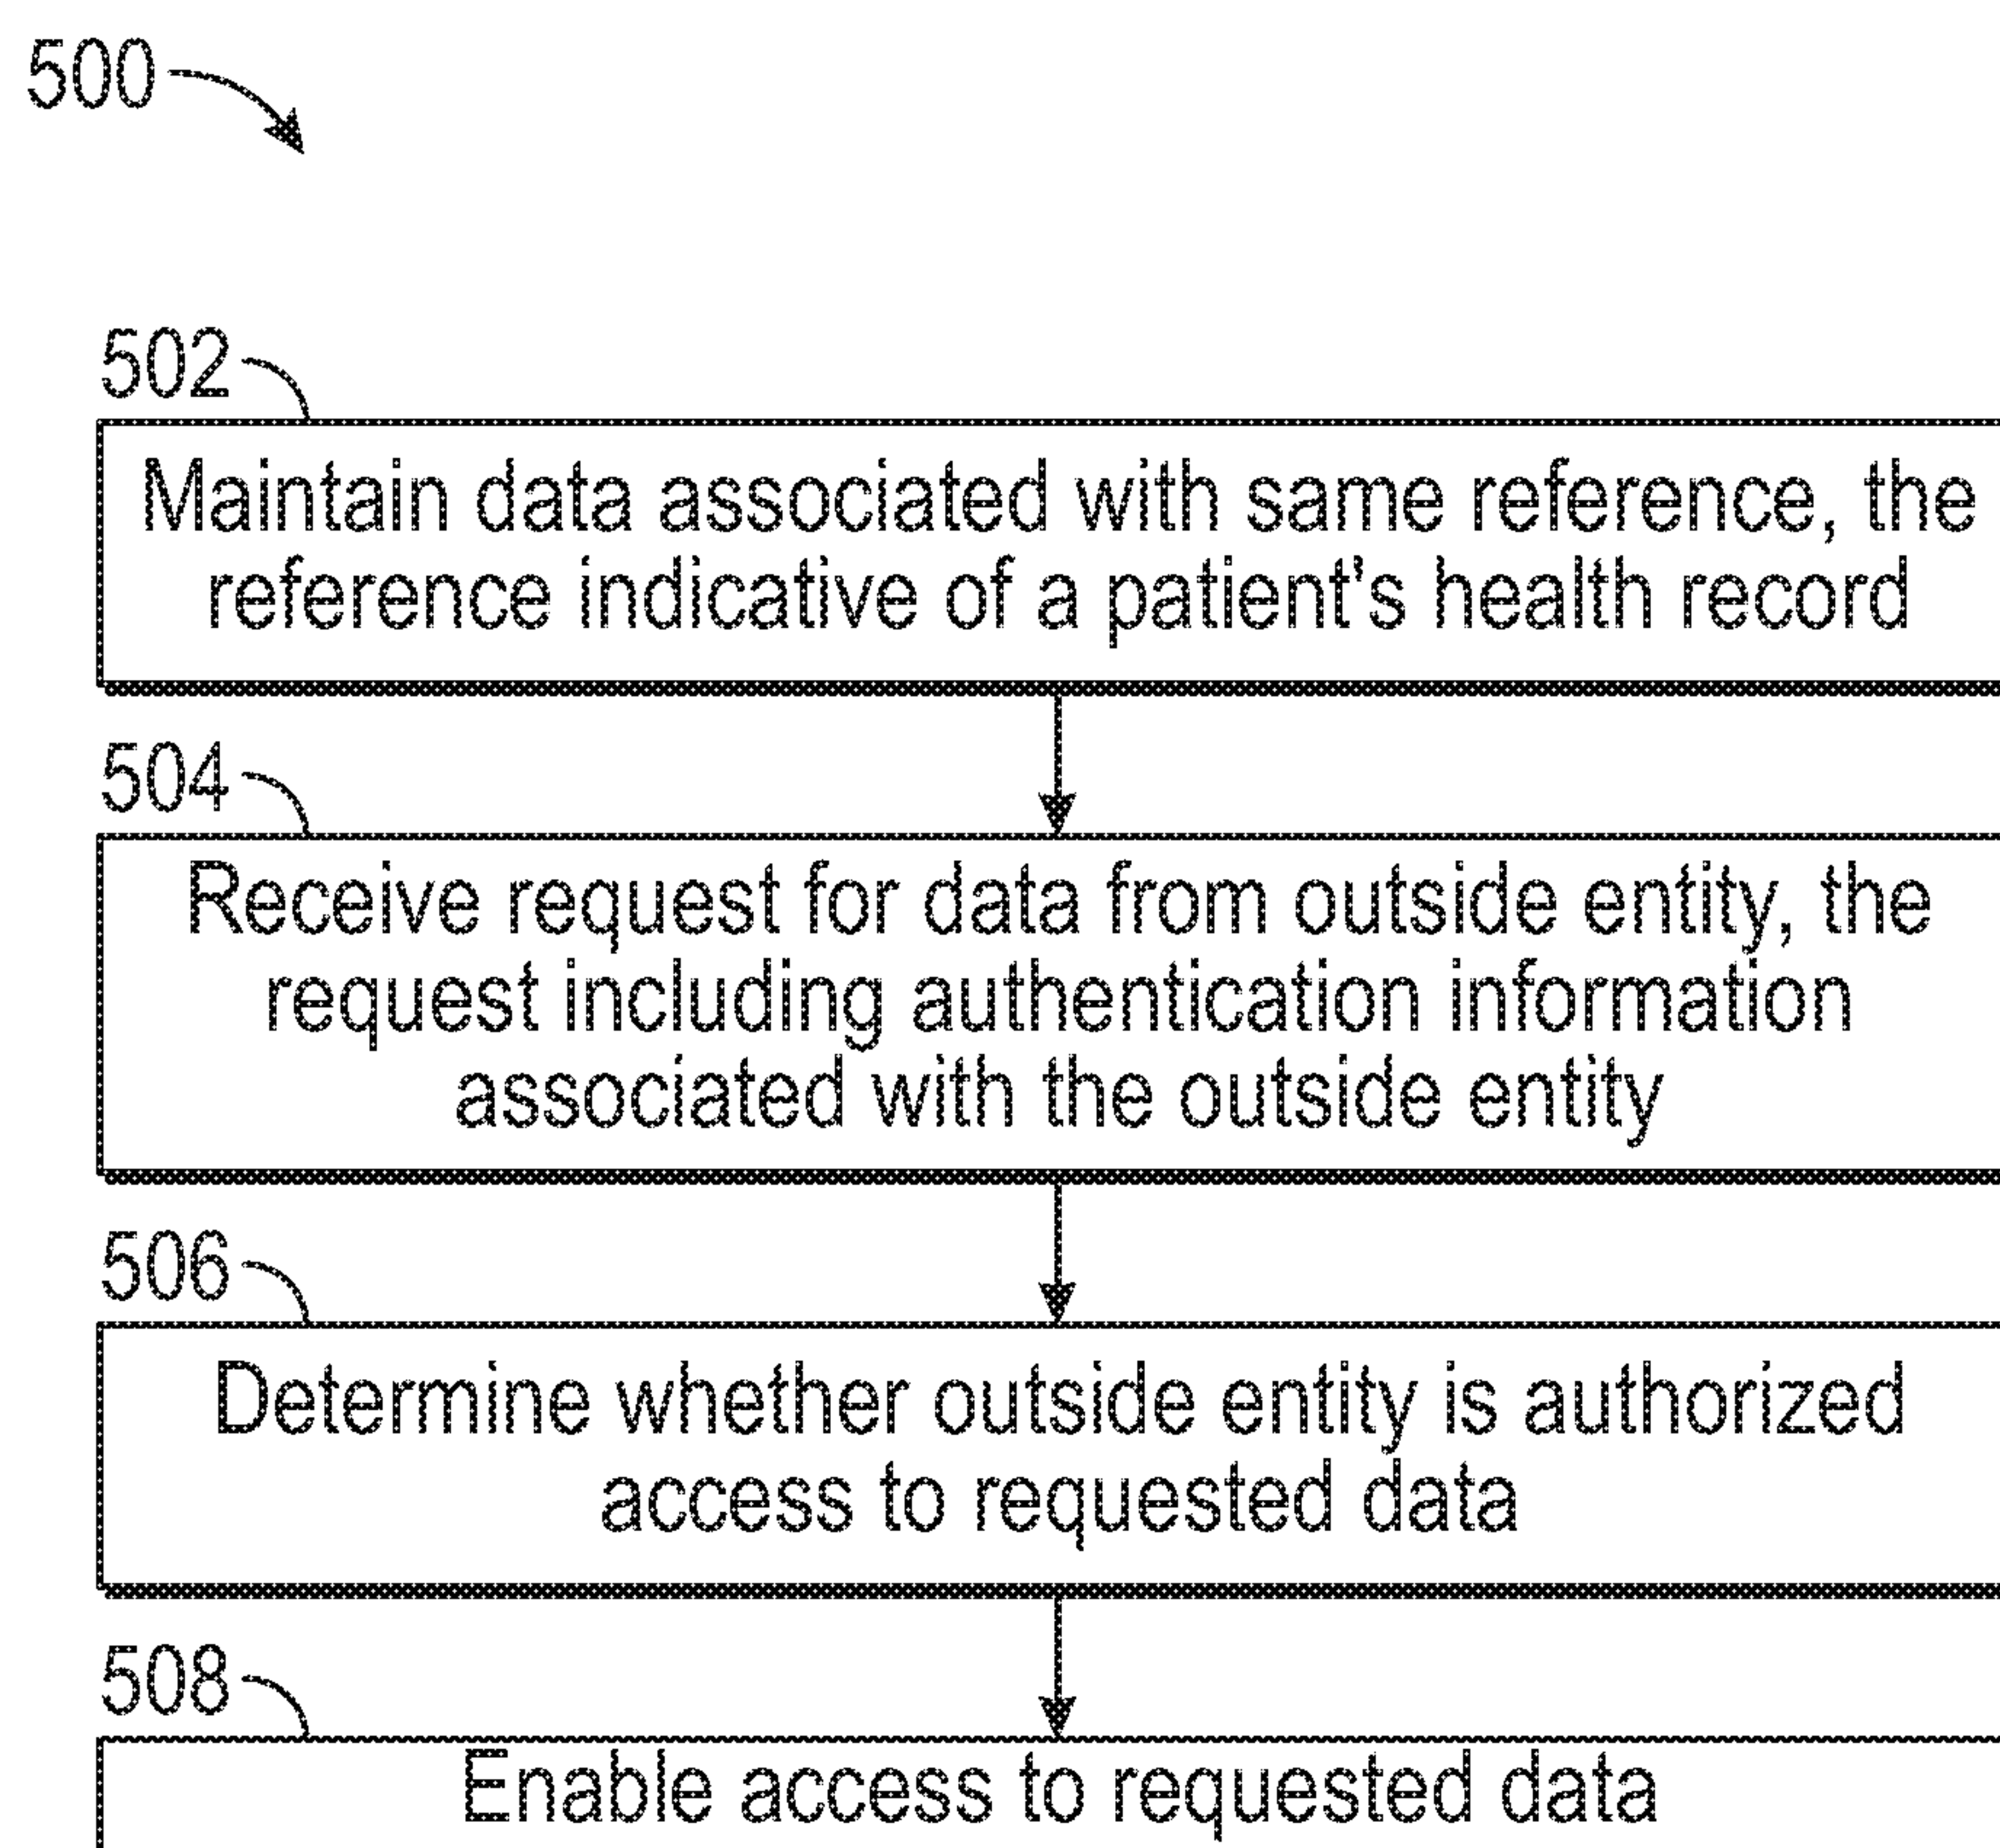 500
502
Maintain data associated with same reference, the
reference indicative of a patient's health record
504
Receive request for data from outside entity, the
request including authentication information
associated with the outside entity
506
Determine whether outside entity is authorized
access to requested data
508
Enable access to requested data